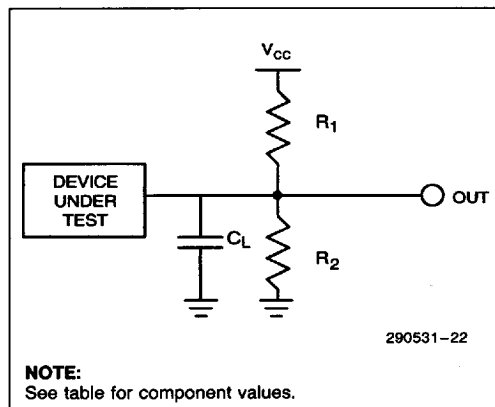 V_CC
R_1
DEVICE
UNDER
TEST
OUT
C_L
R_2
290531–22
NOTE:
See table for component values.